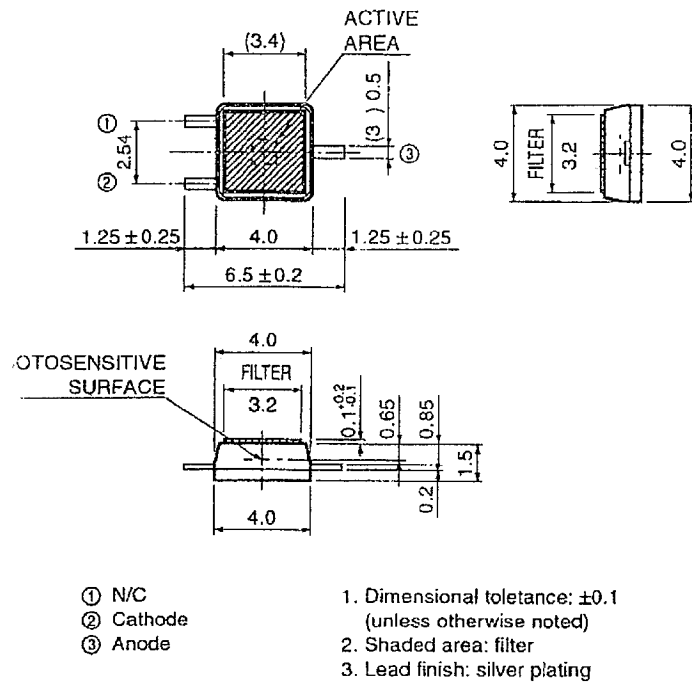 ACTIVE
AREA
(3.4)
(3 ) 0.5
①
2.54
②
③
1.25±0.25
4.0
1.25±0.25
6.5±0.2
4.0
FILTER
3.2
4.0
4.0
OTOSENSITIVE
SURFACE
FILTER
3.2
0.1+0.2-0.1
0.65
0.85
1.5
0.2
4.0
① N/C
② Cathode
③ Anode
1. Dimensional toletance: ±0.1
(unless otherwise noted)
2. Shaded area: filter
3. Lead finish: silver plating